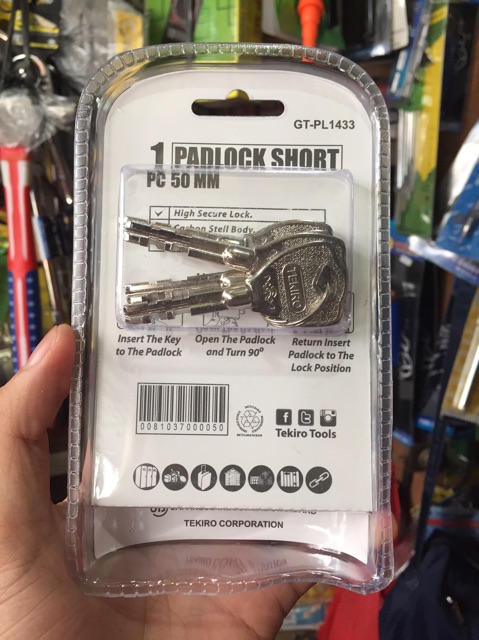 GT-PL1433
1 PADLOCK SHORT
PC 50 MM
High Secure Lock.
Carbon Stell Body.
TEKIRO
Insert The Key
to The Padlock
Open The Padlock
and Turn 90°
Return Insert
Padlock to The
Lock Position
0081037000050
Tekiro Tools
TEKIRO CORPORATION